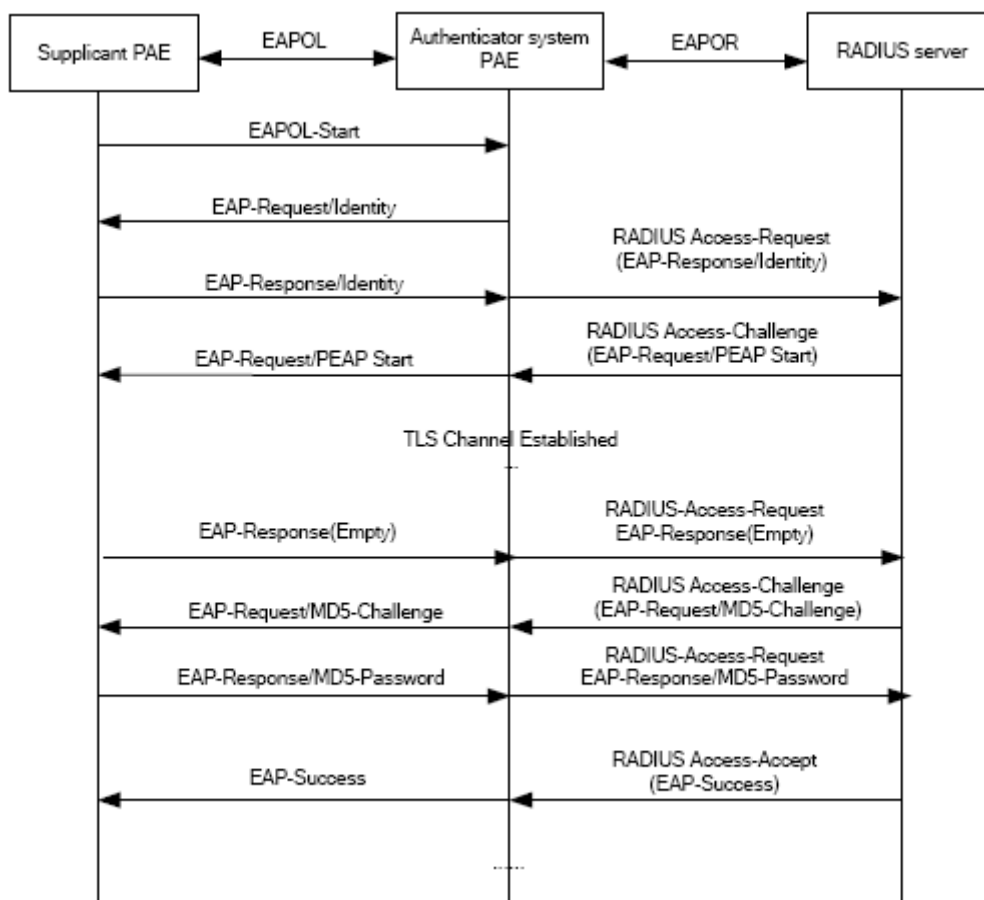 Supplicant PAE
EAPOL
Authenticator system
PAE
EAPOR
RADIUS server
EAPOL-Start
EAP-Request/Identity
RADIUS Access-Request
(EAP-Response/Identity)
EAP-Response/Identity
RADIUS Access-Challenge
(EAP-Request/PEAP Start)
EAP-Request/PEAP Start
TLS Channel Established
RADIUS-Access-Request
EAP-Response(Empty)
EAP-Response(Empty)
RADIUS Access-Challenge
(EAP-Request/MD5-Challenge)
EAP-Request/MD5-Challenge
RADIUS-Access-Request
EAP-Response/MD5-Password
EAP-Response/MD5-Password
RADIUS Access-Accept
(EAP-Success)
EAP-Success